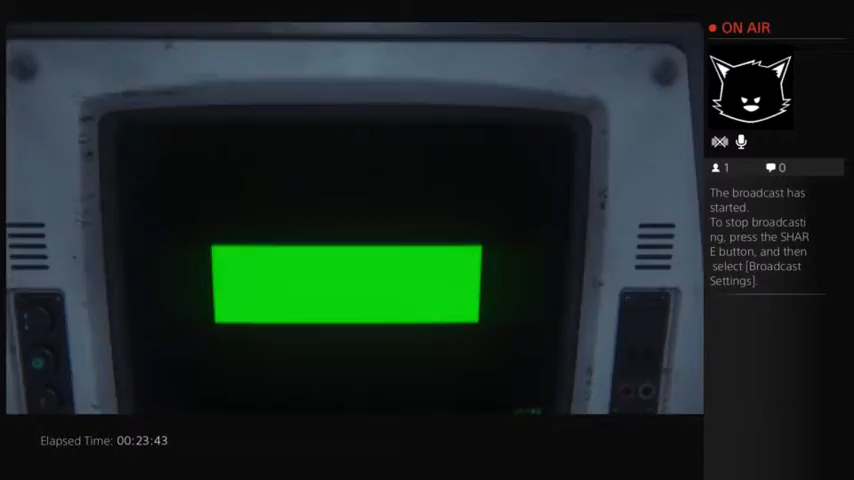 ON AIR
1
0
The broadcast has
started.
To stop broadcasti
ng, press the SHAR
E button, and then
select [Broadcast
Settings].
Elapsed Time: 00:23:43